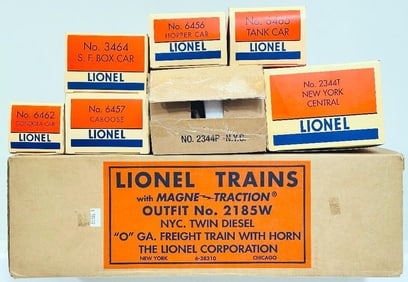 No. 6456
HOPPER CAR
LIONEL
No. 6465
TANK CAR
LIONEL
No. 3464
S. F. BOX CAR
LIONEL
No. 2344T
NEW YORK
CENTRAL
LIONEL
No. 6462
GONDOLA CAR
LIONEL
No. 6457
CABOOSE
LIONEL
NO. 2344P N.Y.C.
LIONEL TRAINS
with MAGNE-TRACTION®
OUTFIT No. 2185W
NYC. TWIN DIESEL
"O" GA. FREIGHT TRAIN WITH HORN
THE LIONEL CORPORATION
NEW YORK 6-38210 CHICAGO